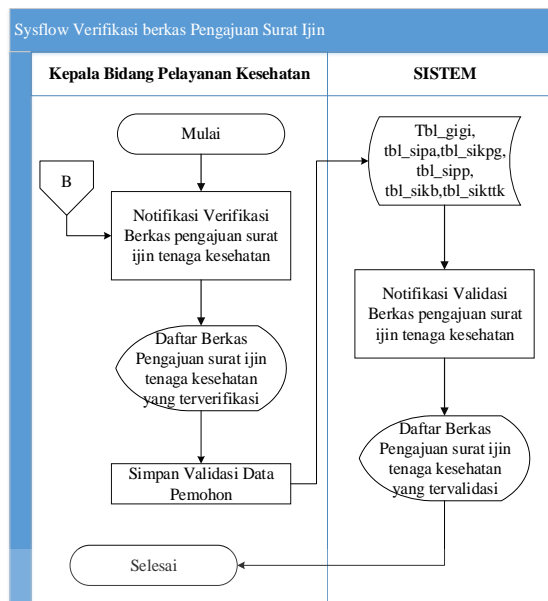 Sysflow Verifikasi berkas Pengajuan Surat Ijin
Kepala Bidang Pelayanan Kesehatan
SISTEM
Mulai
B
Notifikasi Verifikasi
Berkas pengajuan surat
ijin tenaga kesehatan
Daftar Berkas
Pengajuan surat ijin
tenaga kesehatan
yang terverifikasi
Simpan Validasi Data
Pemohon
Selesai
Tbl_gigi,
tbl_sipa,tbl_sikpg,
tbl_sipp,
tbl_sikb,tbl_sikttk
Notifikasi Validasi
Berkas pengajuan surat
ijin tenaga kesehatan
Daftar Berkas
Pengajuan surat ijin
tenaga kesehatan
yang tervalidasi